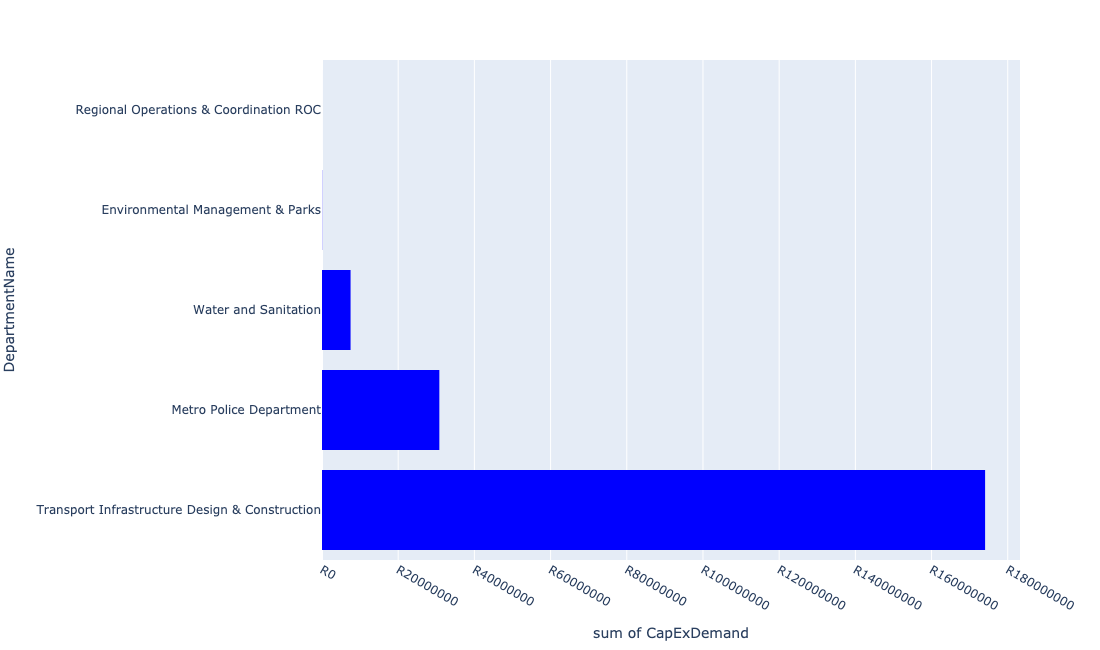 DepartmentName
Regional Operations & Coordination ROC
Environmental Management & Parks
Water and Sanitation
Metro Police Department
Transport Infrastructure Design & Construction
R0
R20000000
R40000000
R60000000
R80000000
R100000000
R120000000
R140000000
R160000000
R180000000
sum of CapExDemand